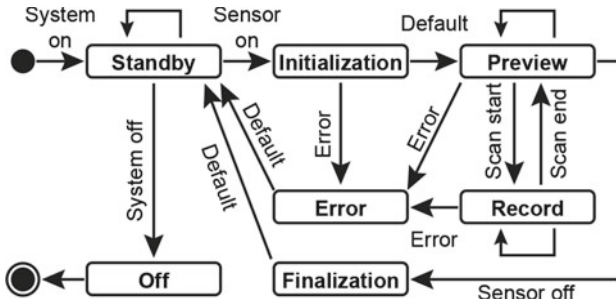 System
on
Sensor
on
Default
Standby
Initialization
Preview
System off
Default
Default
Error
Error
Scan start
Scan end
Error
Record
Error
Off
Finalization
Sensor off